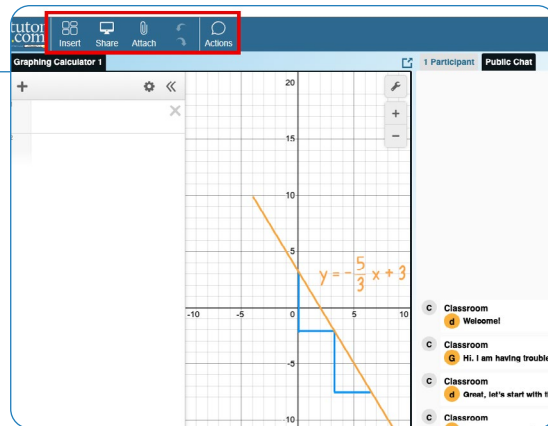 tutor
.com
Insert Share Attach Actions
Graphing Calculator 1
1 Participant Public Chat
20
15
10
5
y = -5/3 x + 3
-10 -5 0 5 10
-5
-10
C Classroom
d Welcome!
C Classroom
G Hi. I am having trouble
C Classroom
d Great, let's start with
C Classroom